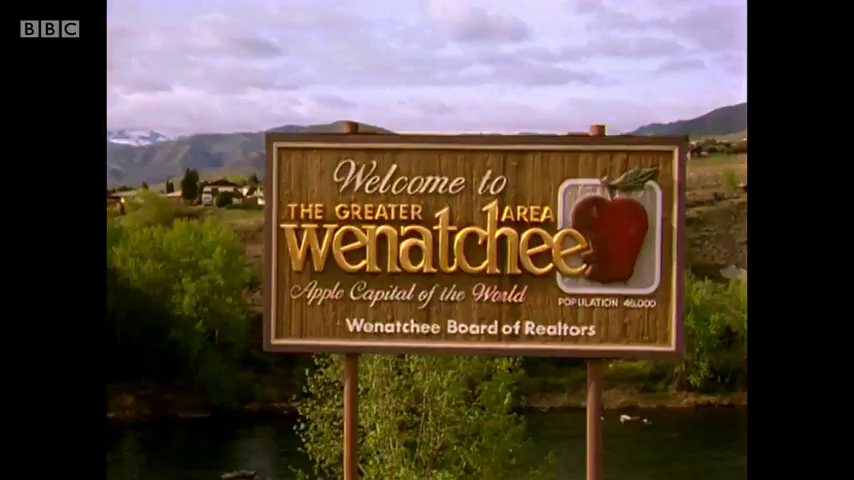 BBC
Welcome to
THE GREATER AREA
wenatchee
Apple Capital of the World
POPULATION 46,000
Wenatchee Board of Realtors